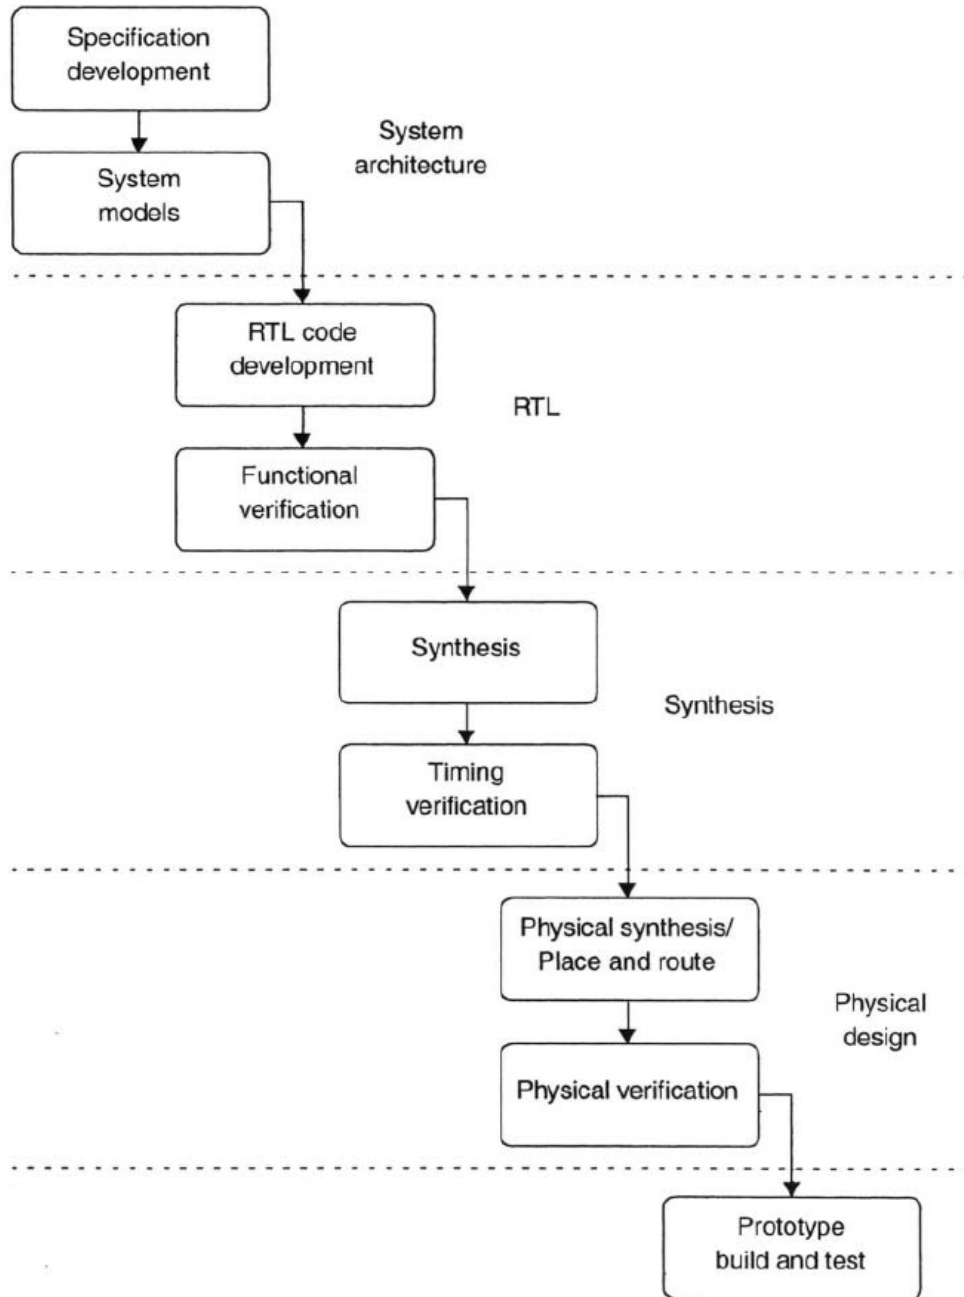 Specification
development
System
architecture
System
models
RTL code
development
RTL
Functional
verification
Synthesis
Synthesis
Timing
verification
Physical synthesis/
Place and route
Physical
design
Physical verification
Prototype
build and test